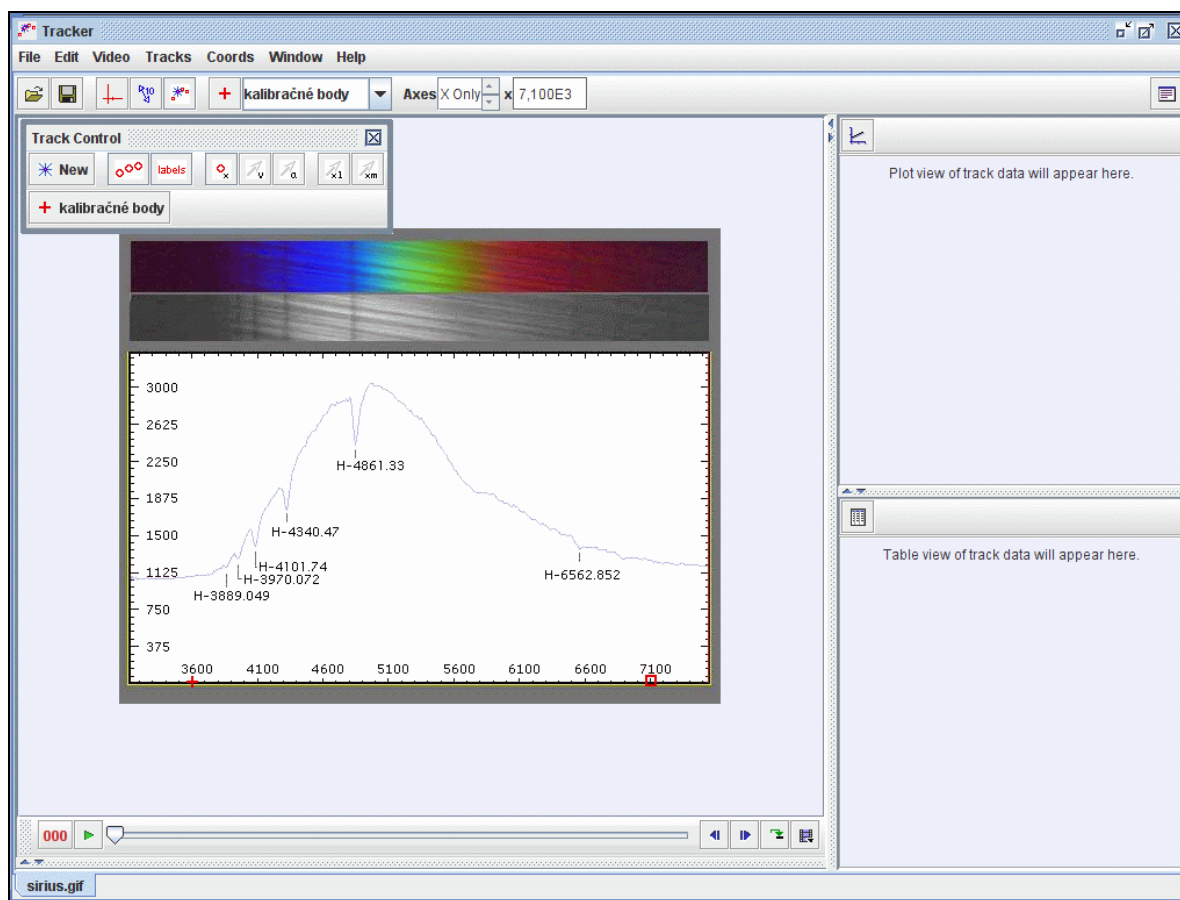 Tracker
File Edit Video Tracks Coords Window Help
kalibračné body Axes X Only x 7,100E3
Track Control
New labels x v a x1 xm
kalibračné body
Plot view of track data will appear here.
3000
2625
2250
H-4861.33
1875
1500
H-4340.47
1125
H-4101.74
H-3970.072
H-6562.852
H-3889.049
750
375
3600 4100 4600 5100 5600 6100 6600 7100
Table view of track data will appear here.
000
sirius.gif